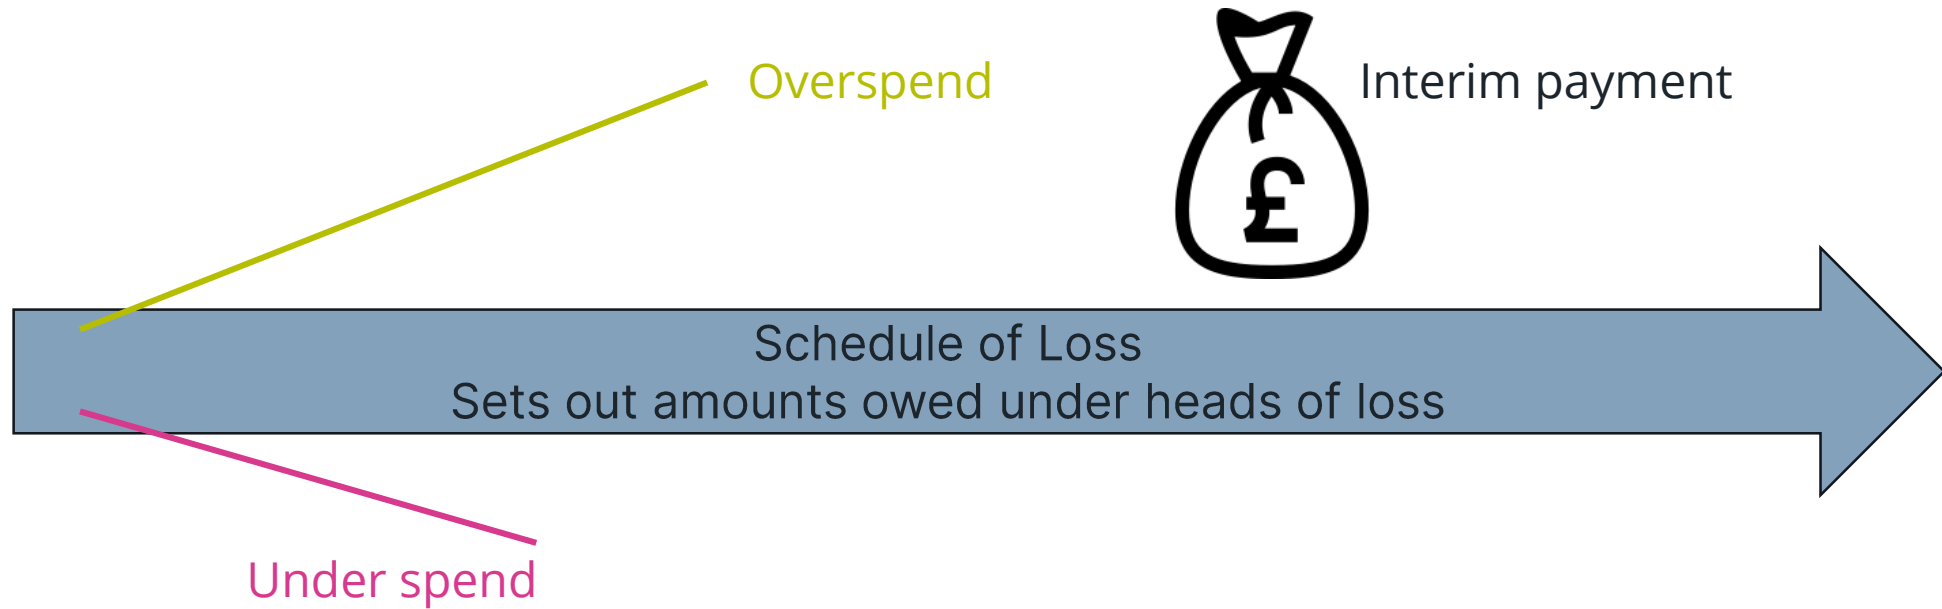 Overspend
Interim payment
£
Schedule of Loss
Sets out amounts owed under heads of loss
Under spend